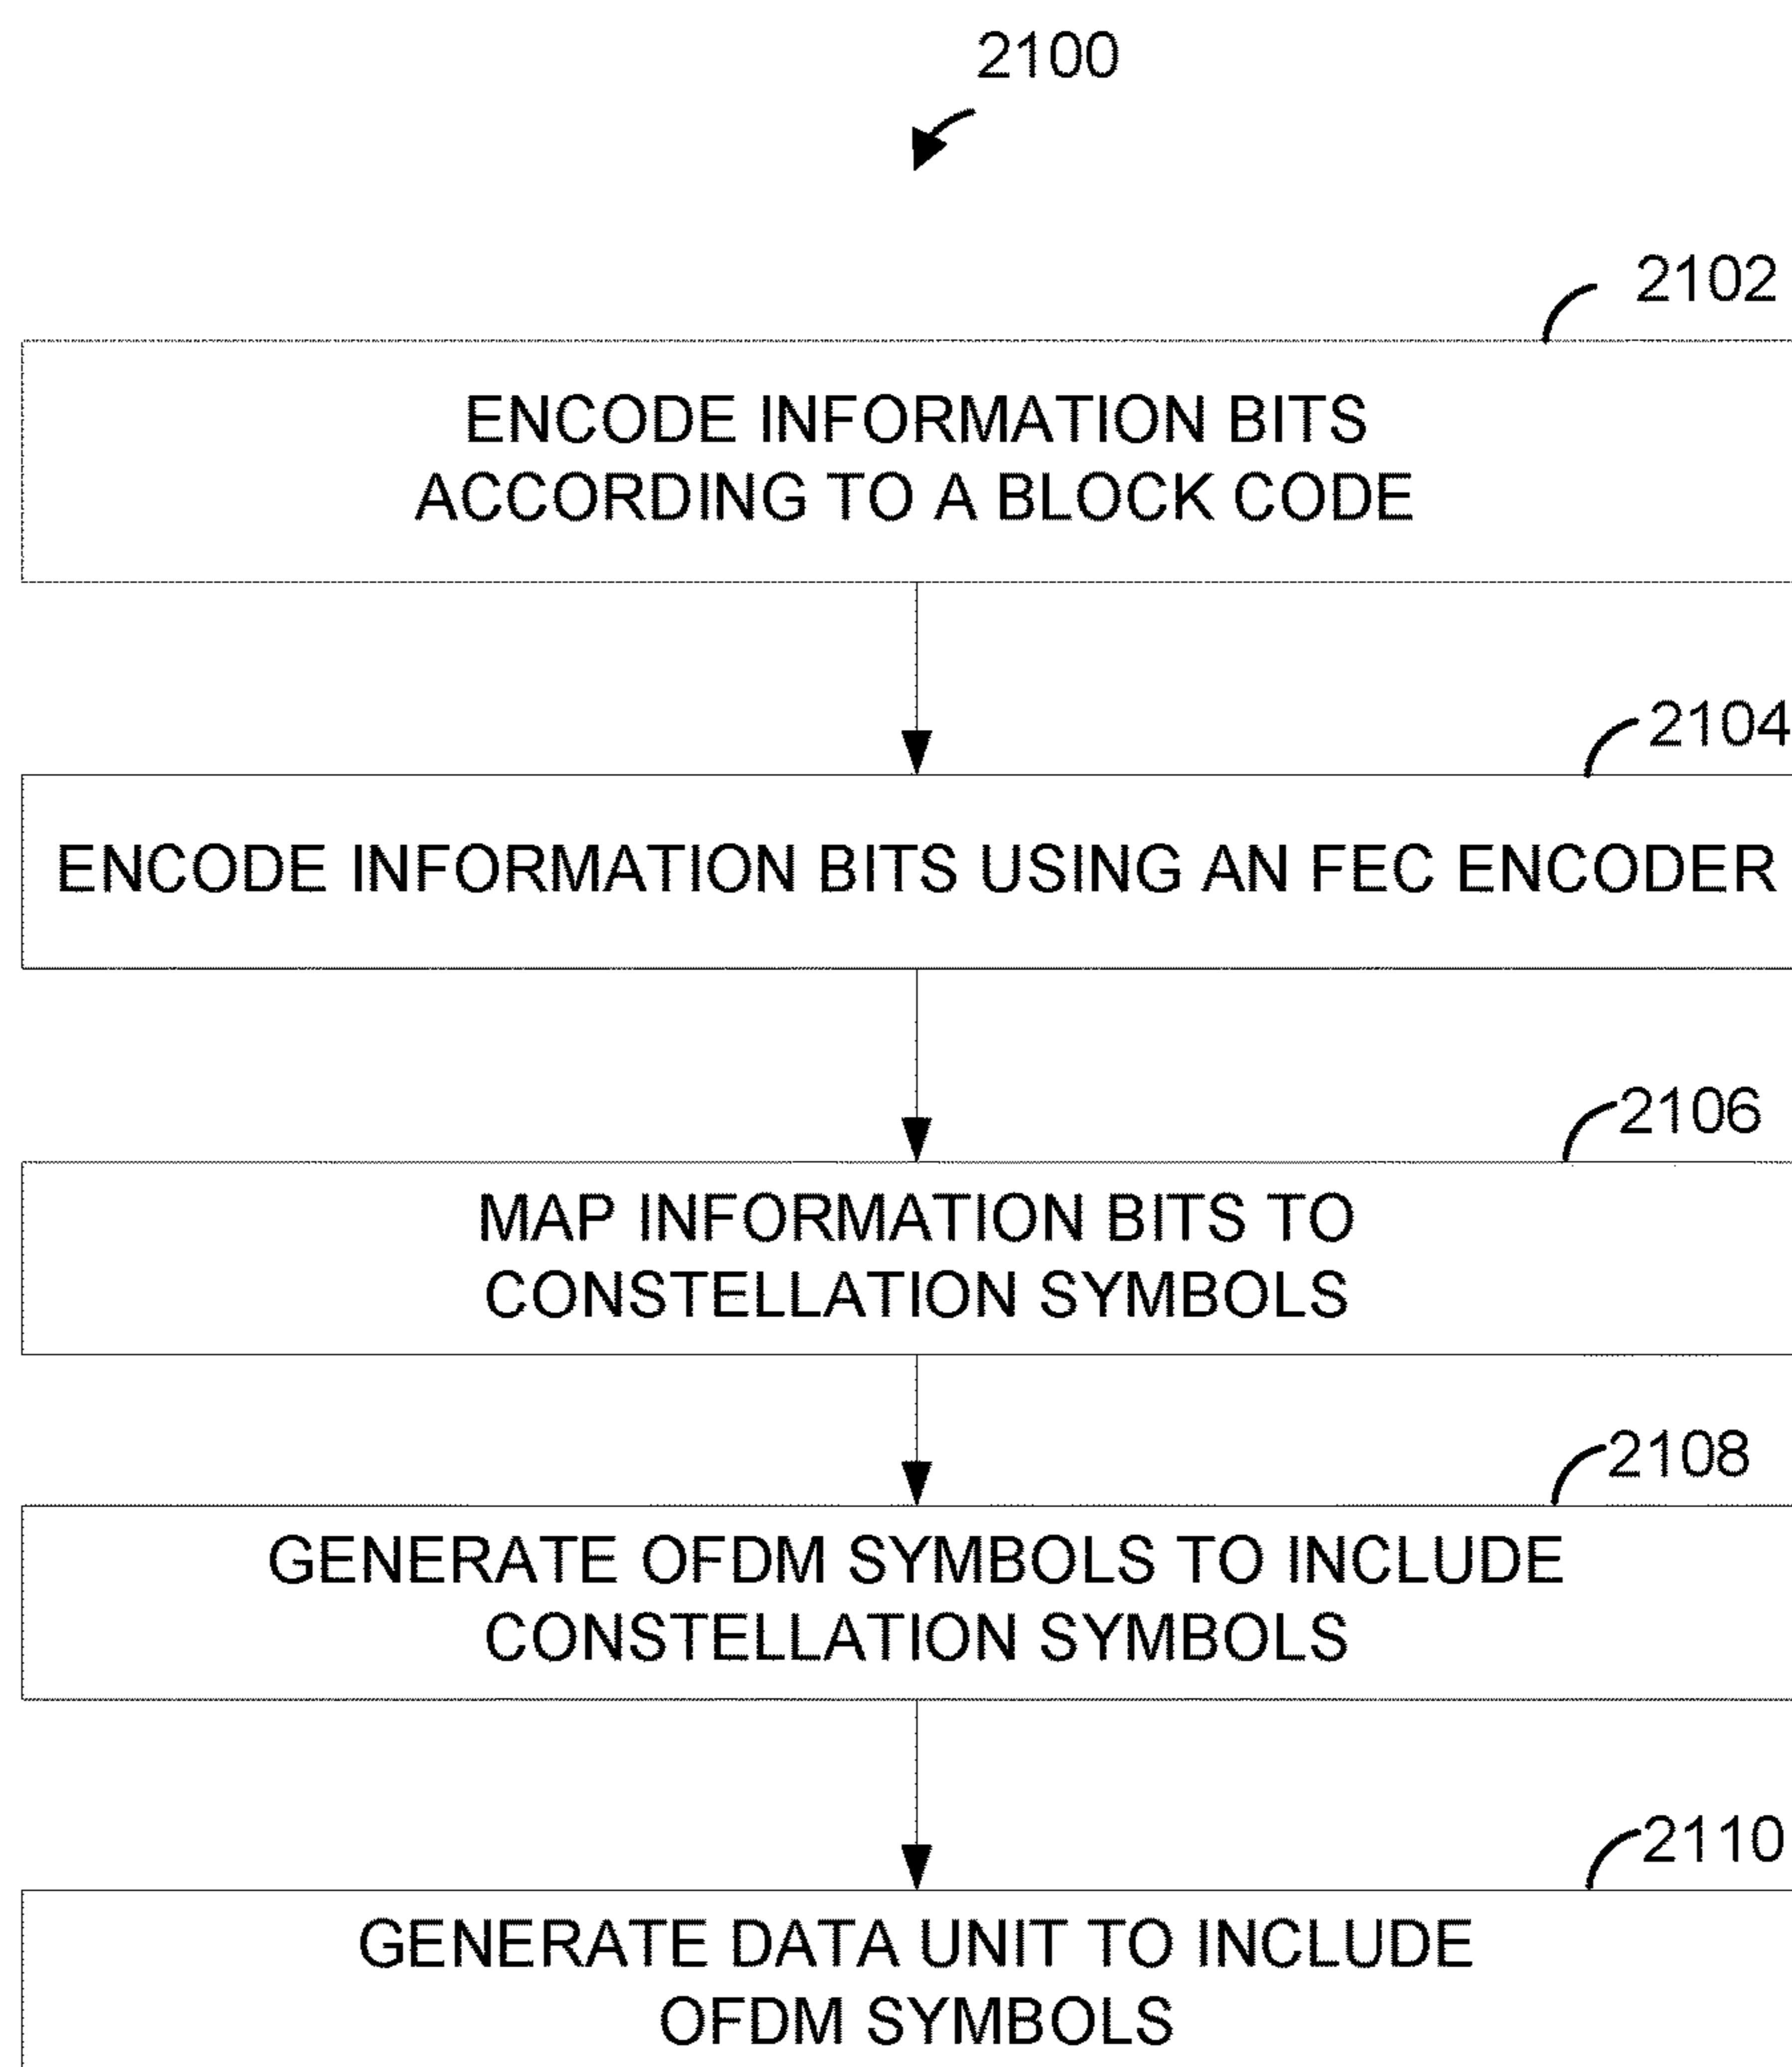 2100
2102
ENCODE INFORMATION BITS
ACCORDING TO A BLOCK CODE
2104
ENCODE INFORMATION BITS USING AN FEC ENCODER
2106
MAP INFORMATION BITS TO
CONSTELLATION SYMBOLS
2108
GENERATE OFDM SYMBOLS TO INCLUDE
CONSTELLATION SYMBOLS
2110
GENERATE DATA UNIT TO INCLUDE
OFDM SYMBOLS